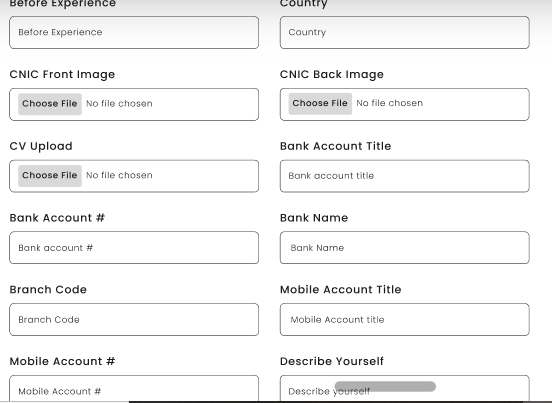 Before Experience
Country
Before Experience
Country
CNIC Front Image
CNIC Back Image
Choose File No file chosen
Choose File No file chosen
CV Upload
Bank Account Title
Choose File No file chosen
Bank account title
Bank Account #
Bank Name
Bank account #
Bank Name
Branch Code
Mobile Account Title
Branch Code
Mobile Account title
Mobile Account #
Describe Yourself
Mobile Account #
Describe yourself